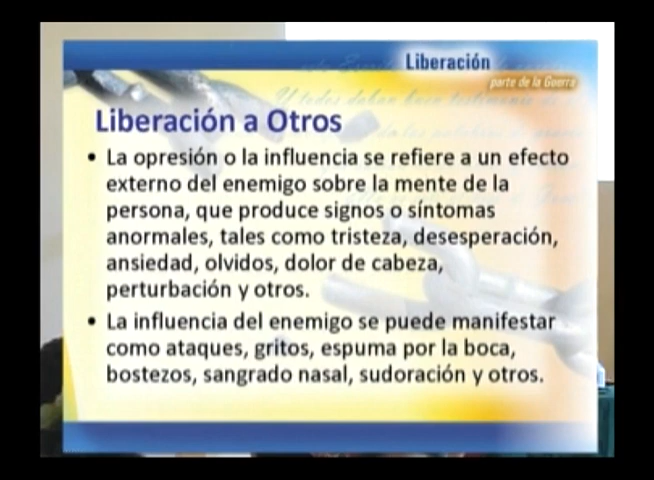 Liberación
parte de la Guerra
Liberación a Otros
• La opresión o la influencia se refiere a un efecto
externo del enemigo sobre la mente de la
persona, que produce signos o síntomas
anormales, tales como tristeza, desesperación,
ansiedad, olvidos, dolor de cabeza,
perturbación y otros.
• La influencia del enemigo se puede manifestar
como ataques, gritos, espuma por la boca,
bostezos, sangrado nasal, sudoración y otros.